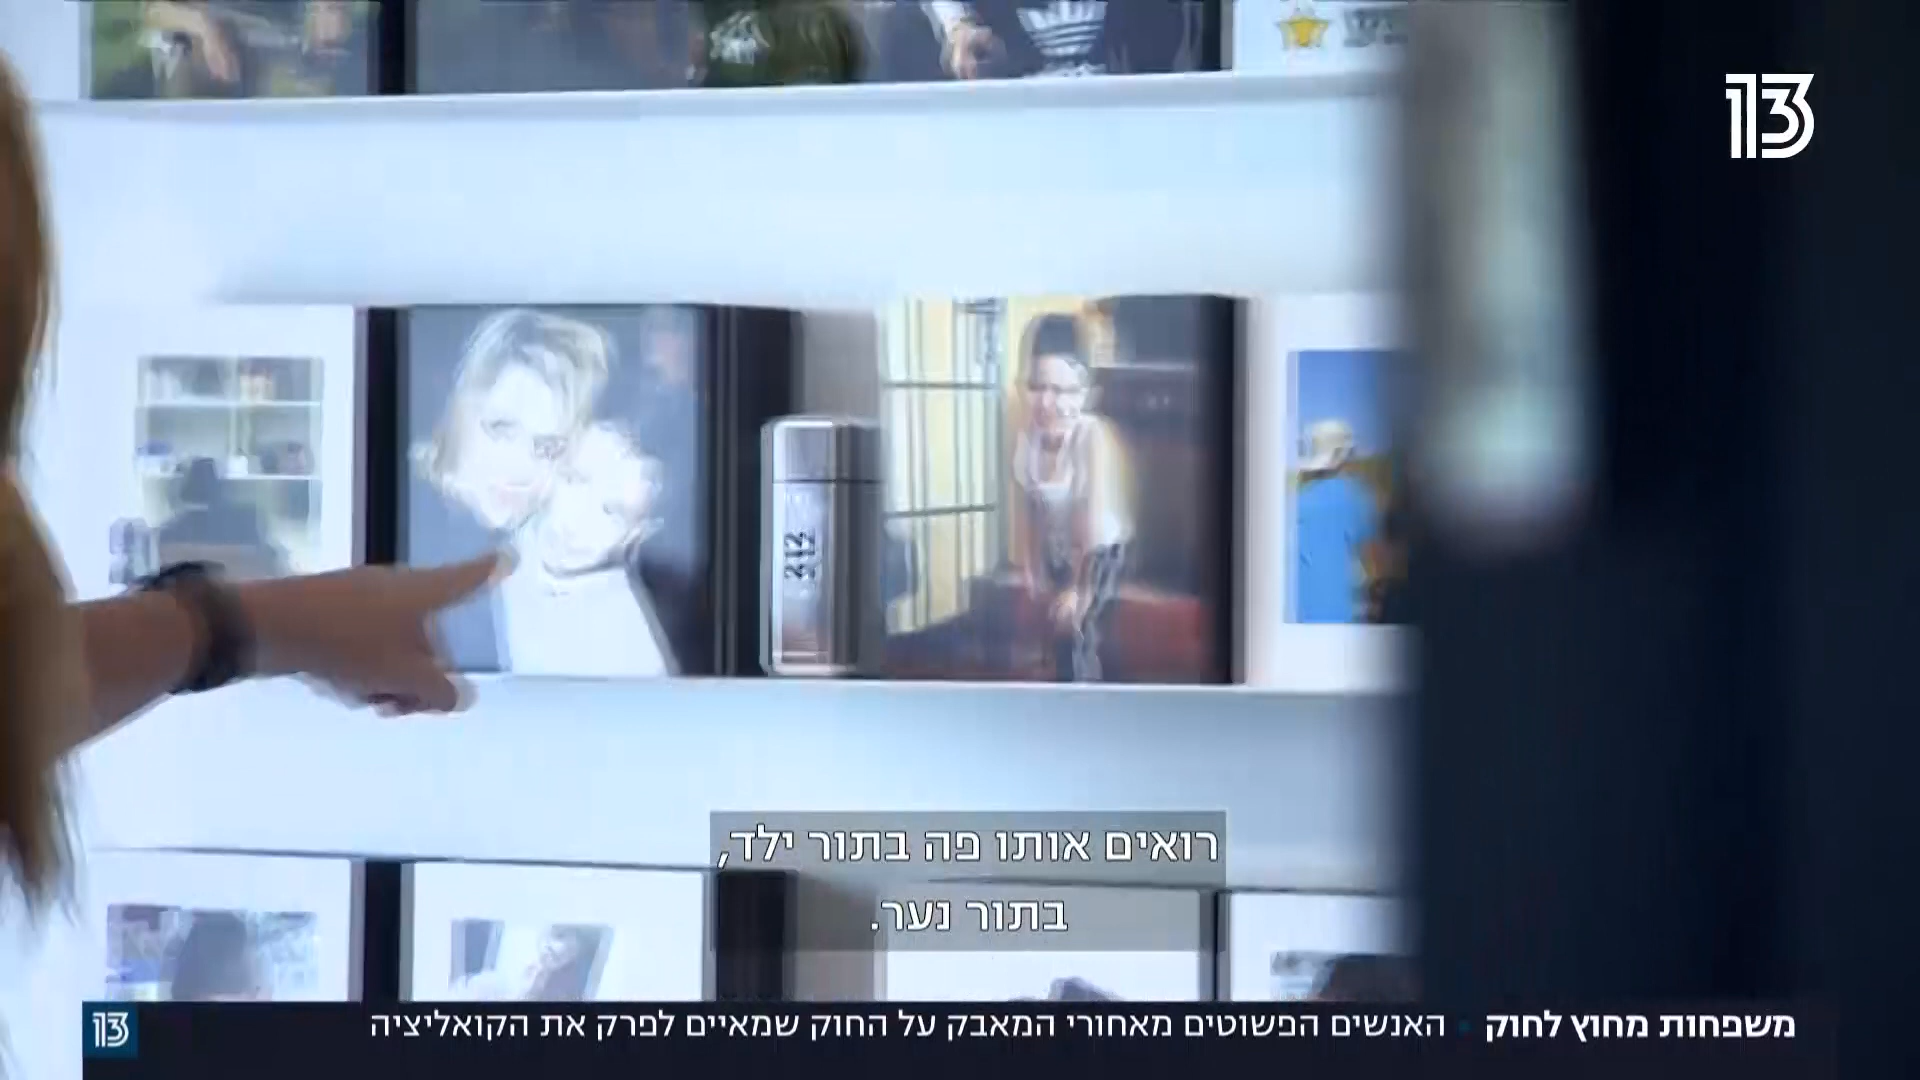 13
212
רואים אותו פה בתור ילד,
בתור נער.
משפחות מחוץ לחוק • האנשים הפשוטים מאחורי המאבק על החוק שמאיים לפרק את הקואליציה
13